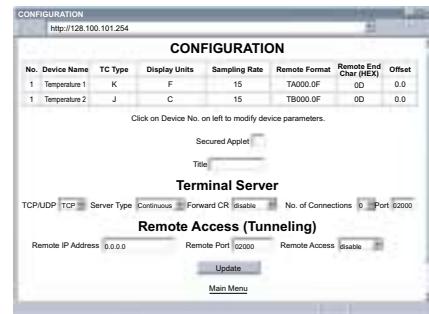 CONFIGURATION
http://128.100.101.254
CONFIGURATION
No. Device Name TC Type Display Units Sampling Rate Remote Format Remote End Char (HEX) Offset
1 Temperature 1 K F 15 TA000.0F 0D 0.0
1 Temperature 2 J C 15 TB000.0F 0D 0.0
Click on Device No. on left to modify device parameters.
Secured Applet
Title
Terminal Server
TCP/UDP TCP Server Type Continuous Forward CR disable No. of Connections 0 Port 02000
Remote Access (Tunneling)
Remote IP Address 0.0.0.0 Remote Port 02000 Remote Access disable
Update
Main Menu